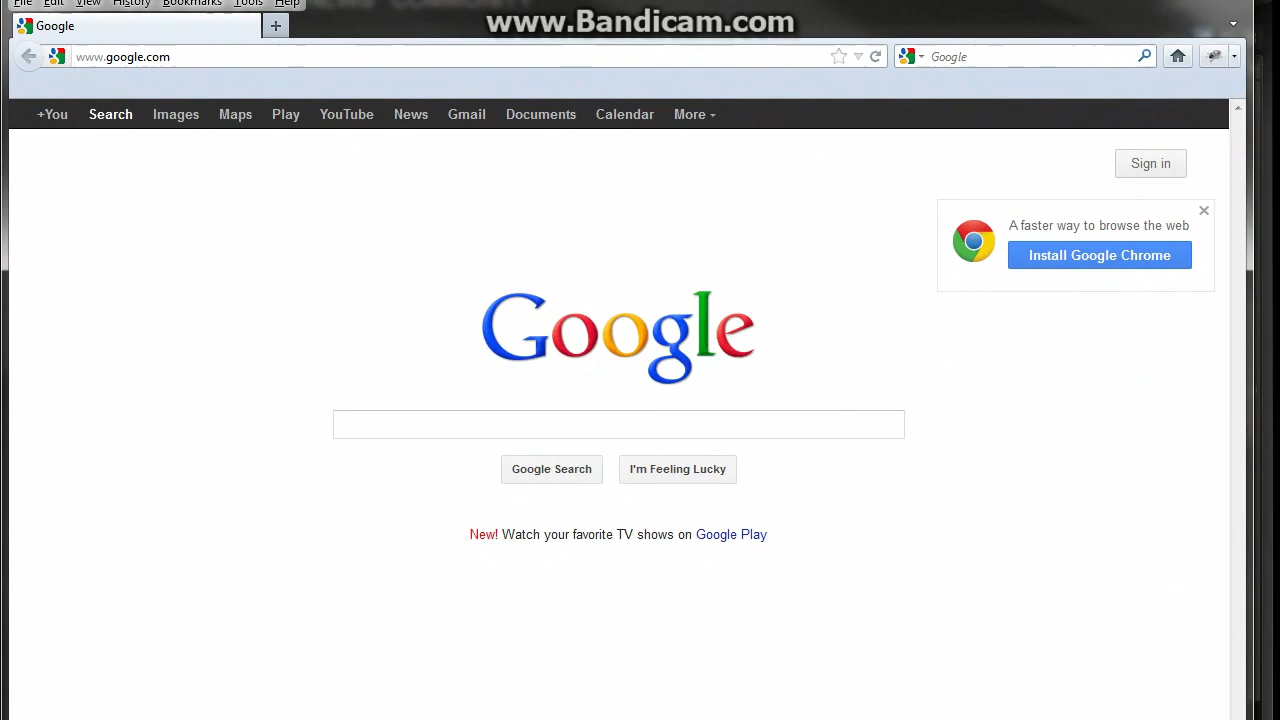 File Edit View History Bookmarks Tools Help
www.Bandicam.com
Google
www.google.com
Google
+You Search Images Maps Play YouTube News Gmail Documents Calendar More
Sign in
A faster way to browse the web
Install Google Chrome
Google
Google Search I'm Feeling Lucky
New! Watch your favorite TV shows on Google Play